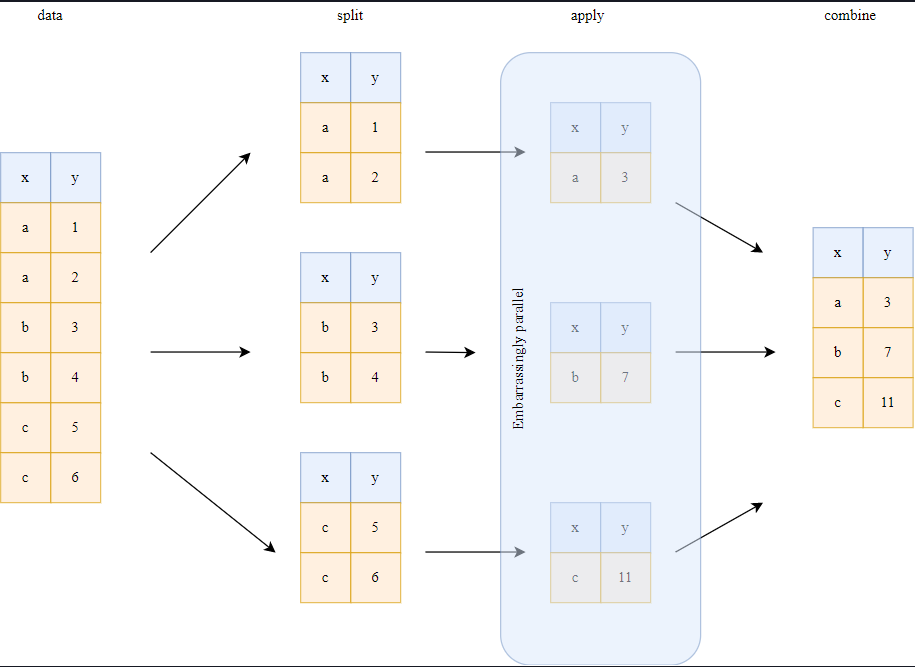 data
split
apply
combine
x y
a 1
a 2
b 3
b 4
c 5
c 6
x y
a 1
a 2
x y
b 3
b 4
x y
c 5
c 6
Embarrassingly parallel
x y
a 3
x y
b 7
x y
c 11
x y
a 3
b 7
c 11